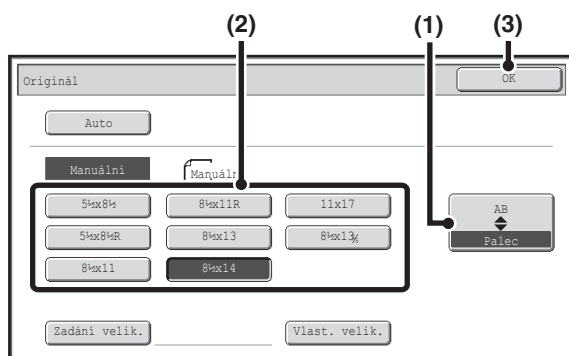 (2) (1) (3)
Originál OK
Auto
Manuální Manuáln
5½x8½ 8½x11R 11x17
AB
5½x8½R 8½x13 8½x13⅖
Palec
8½x11 8½x14
Zadání velik. Vlast. velik.